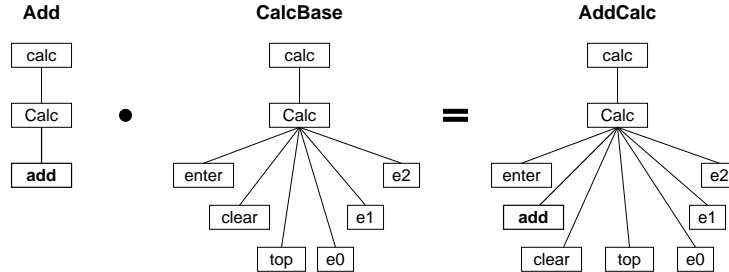 Add CalcBase AddCalc
calc calc calc
Calc • Calc = Calc
add enter e2 enter e2
clear e1 add e1
top e0 clear top e0